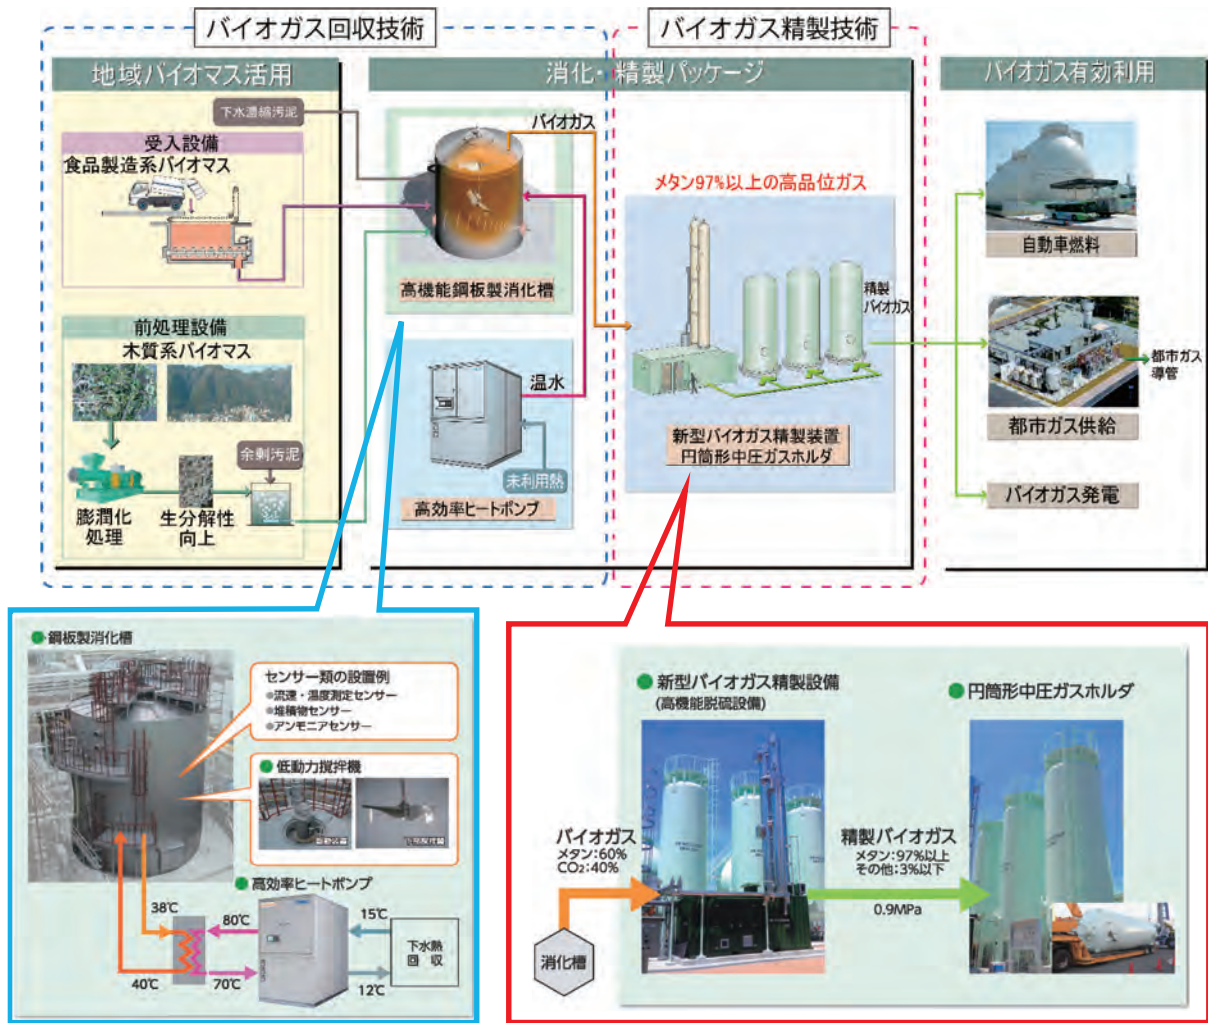 バイオガス回収技術
バイオガス精製技術
地域バイオマス活用
消化・精製パッケージ
バイオガス有効利用
下水濃縮汚泥
受入設備
食品製造系バイオマス
前処理設備
木質系バイオマス
余剰汚泥
膨潤化
処理
生分解性
向上
バイオガス
高機能鋼板製消化槽
温水
未利用熱
高効率ヒートポンプ
メタン97%以上の高品位ガス
精製
バイオガス
新型バイオガス精製装置
円筒形中圧ガスホルダ
自動車燃料
都市ガス
導管
都市ガス供給
バイオガス発電
●鋼板製消化槽
センサー類の設置例
●流速・温度測定センサー
●堆積物センサー
●アンモニアセンサー
●低動力撹拌機
駆動装置
●高効率ヒートポンプ
38℃
80℃
15℃
下水熱
回収
40℃
70℃
12℃
●新型バイオガス精製設備
(高機能脱硫設備)
●円筒形中圧ガスホルダ
バイオガス
メタン:60%
CO₂:40%
精製バイオガス
メタン:97%以上
その他:3%以下
0.9MPa
消化槽